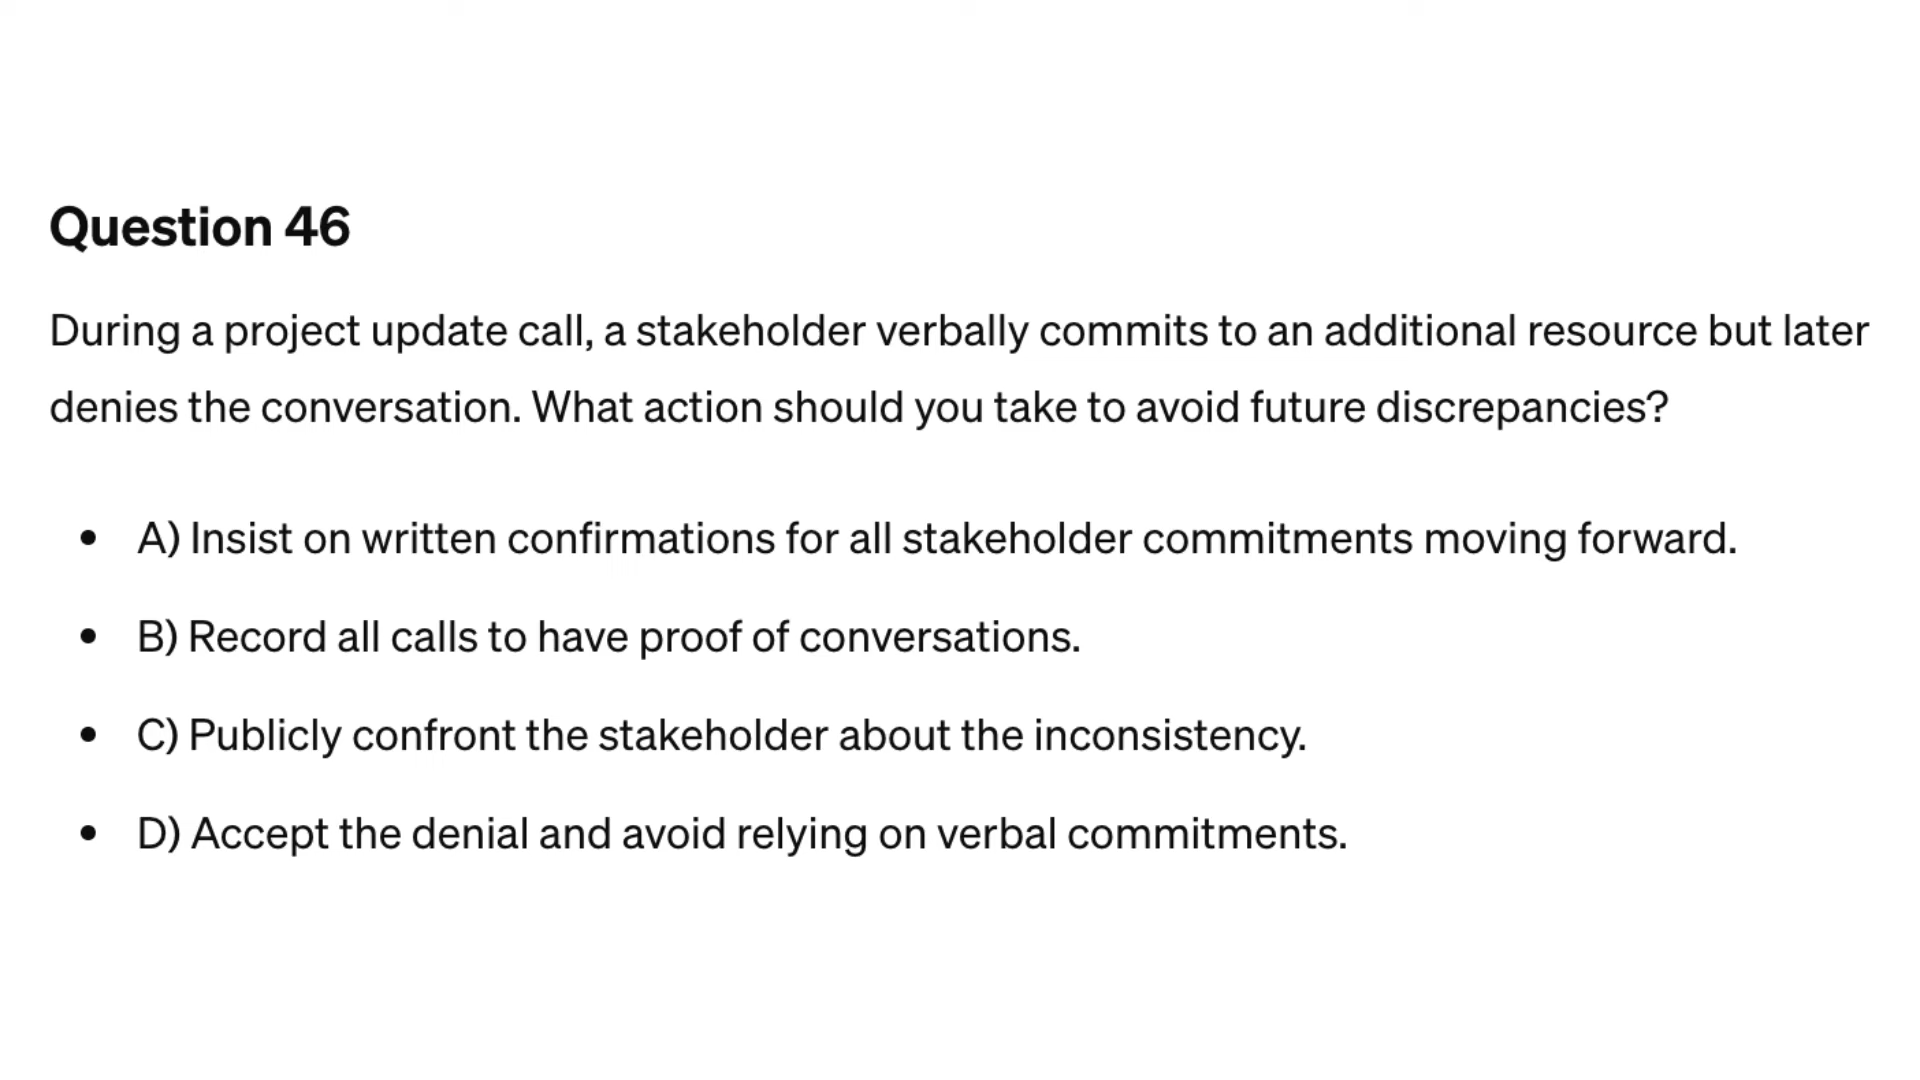 Question 46
During a project update call, a stakeholder verbally commits to an additional resource but later
denies the conversation. What action should you take to avoid future discrepancies?
• A) Insist on written confirmations for all stakeholder commitments moving forward.
• B) Record all calls to have proof of conversations.
• C) Publicly confront the stakeholder about the inconsistency.
• D) Accept the denial and avoid relying on verbal commitments.